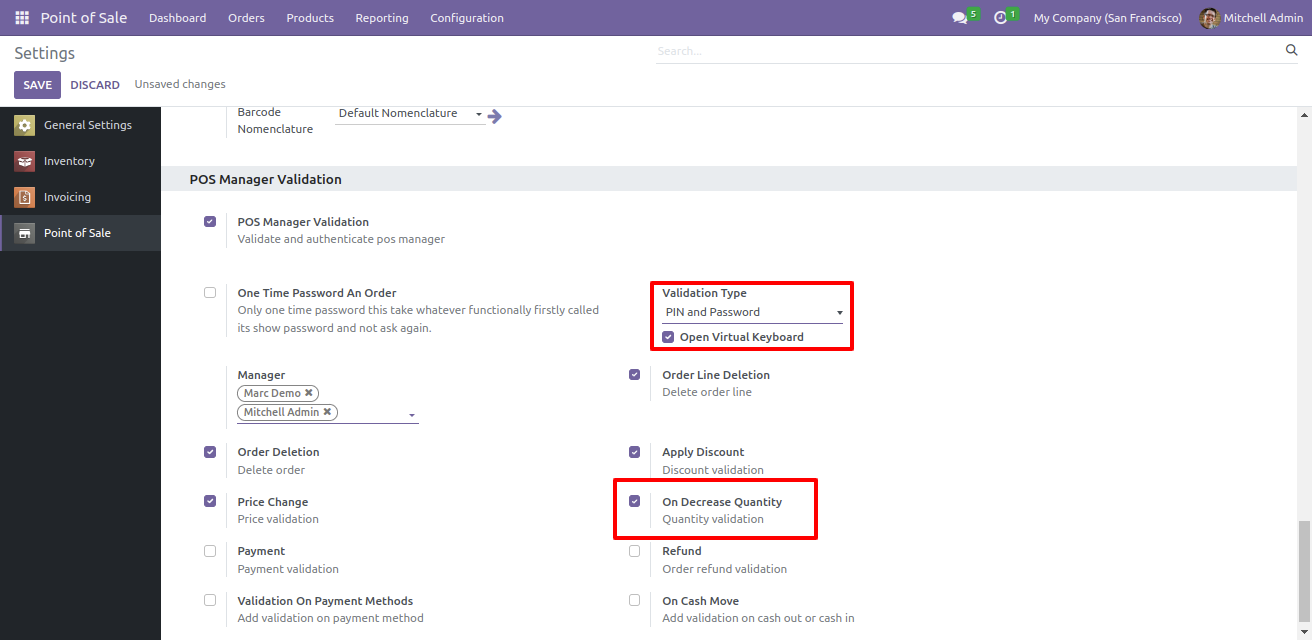 Point of Sale Dashboard Orders Products Reporting Configuration 5 1 My Company (San Francisco) Mitchell Admin
Settings
Search...
SAVE DISCARD Unsaved changes
General Settings
Inventory
Invoicing
Point of Sale
Barcode
Nomenclature
Default Nomenclature
POS Manager Validation
POS Manager Validation
Validate and authenticate pos manager
One Time Password An Order
Only one time password this take whatever functionally firstly called
its show password and not ask again.
Validation Type
PIN and Password
Open Virtual Keyboard
Manager
Marc Demo ✖
Mitchell Admin ✖
Order Line Deletion
Delete order line
Order Deletion
Delete order
Apply Discount
Discount validation
Price Change
Price validation
On Decrease Quantity
Quantity validation
Payment
Payment validation
Refund
Order refund validation
Validation On Payment Methods
Add validation on payment method
On Cash Move
Add validation on cash out or cash in